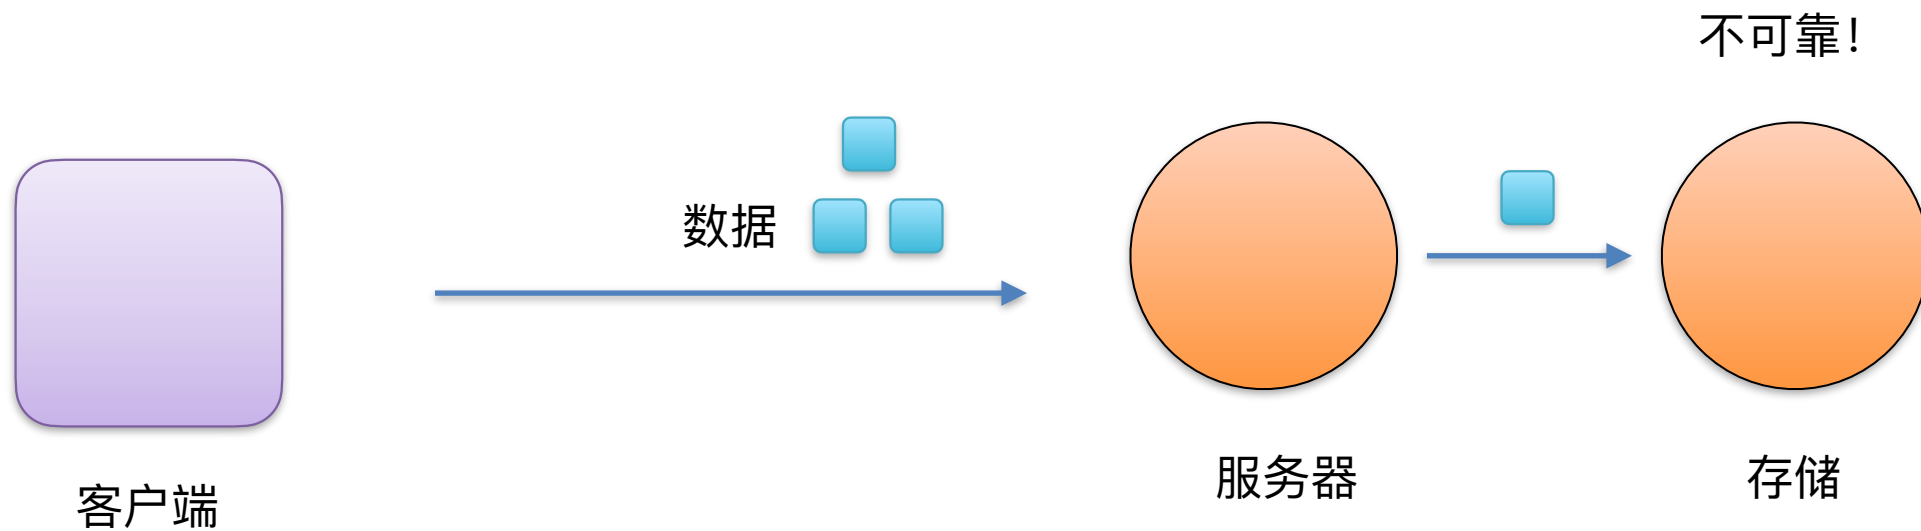 不可靠！
数据
服务器
存储
客户端